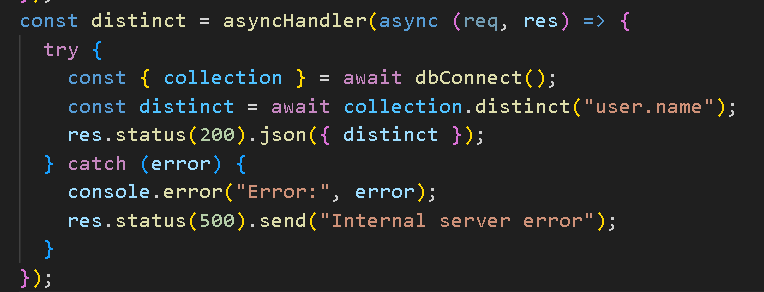 });
const distinct = asyncHandler(async (req, res) => {
  try {
    const { collection } = await dbConnect();
    const distinct = await collection.distinct("user.name");
    res.status(200).json({ distinct });
  } catch (error) {
    console.error("Error:", error);
    res.status(500).send("Internal server error");
  }
});